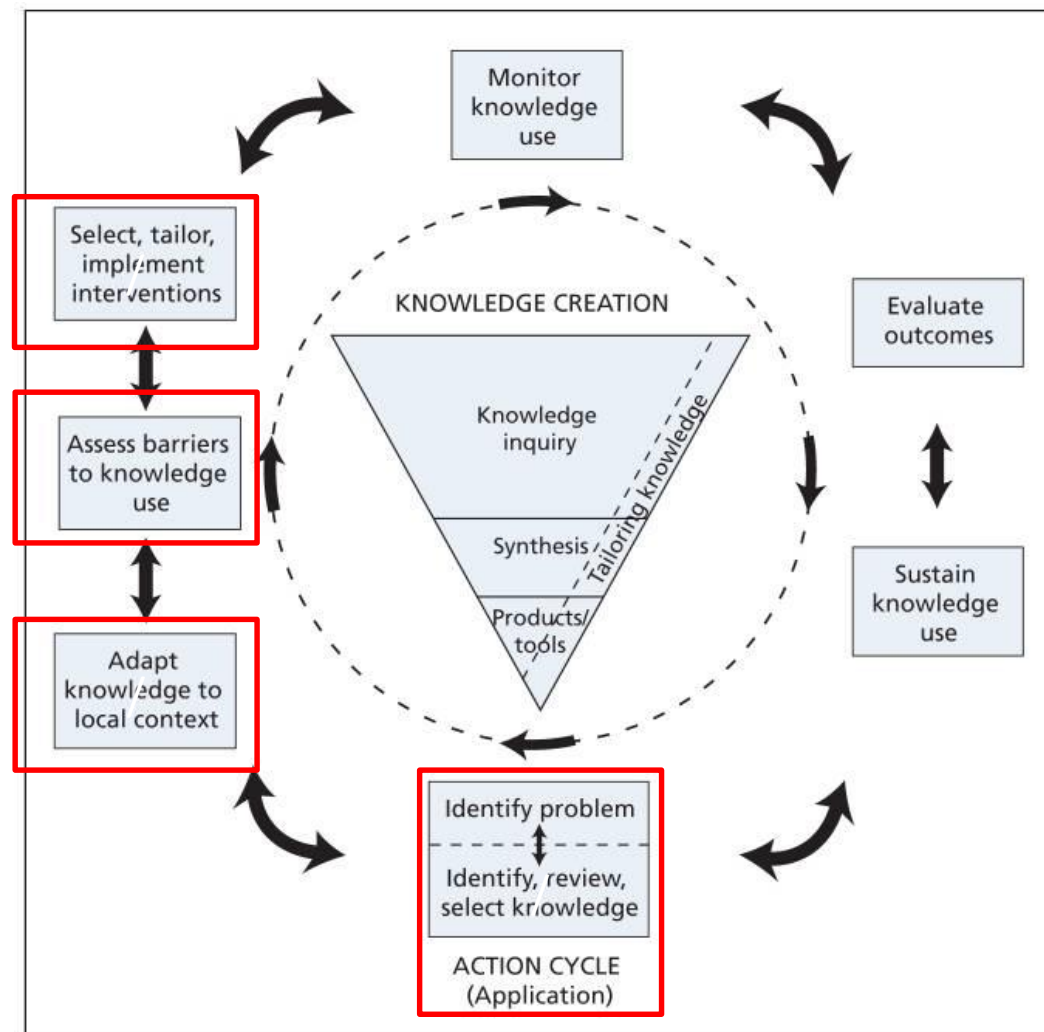 Monitor
knowledge
use
Select, tailor,
implement
interventions
KNOWLEDGE CREATION
Evaluate
outcomes
Knowledge
inquiry
Tailoring knowledge
Assess barriers
to knowledge
use
Synthesis
Sustain
knowledge
use
Products/
tools
Adapt
knowledge to
local context
Identify problem
Identify, review,
select knowledge
ACTION CYCLE
(Application)